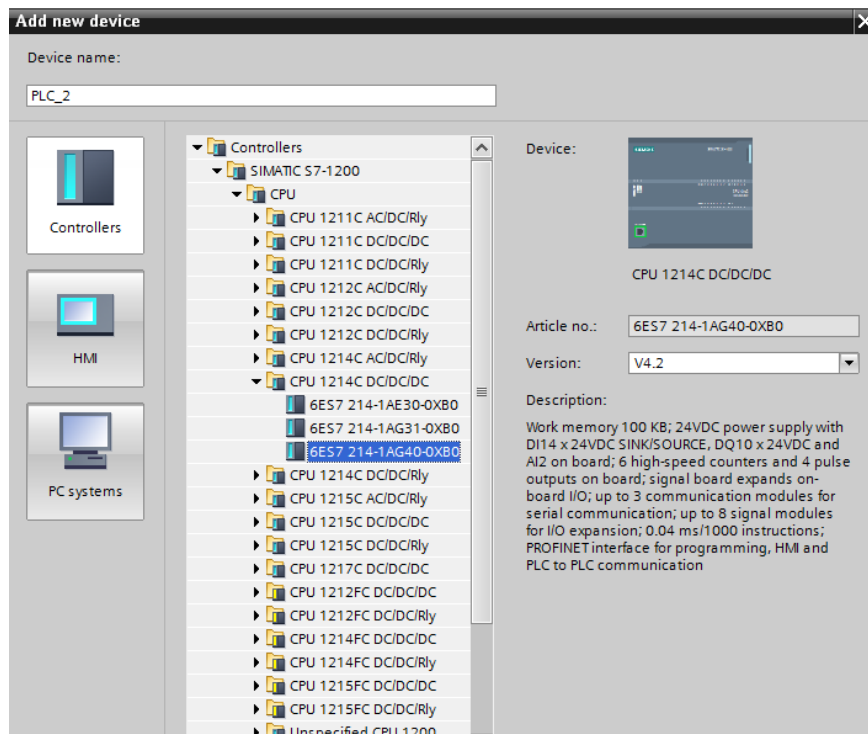 Add new device
Device name:
PLC_2
Controllers
HMI
PC systems
Controllers
SIMATIC S7-1200
CPU
CPU 1211C AC/DC/Rly
CPU 1211C DC/DC/DC
CPU 1211C DC/DC/Rly
CPU 1212C AC/DC/Rly
CPU 1212C DC/DC/DC
CPU 1212C DC/DC/Rly
CPU 1214C AC/DC/Rly
CPU 1214C DC/DC/DC
6ES7 214-1AE30-0XB0
6ES7 214-1AG31-0XB0
6ES7 214-1AG40-0XB0
CPU 1214C DC/DC/Rly
CPU 1215C AC/DC/Rly
CPU 1215C DC/DC/DC
CPU 1215C DC/DC/Rly
CPU 1217C DC/DC/DC
CPU 1212FC DC/DC/DC
CPU 1212FC DC/DC/Rly
CPU 1214FC DC/DC/DC
CPU 1214FC DC/DC/Rly
CPU 1215FC DC/DC/DC
CPU 1215FC DC/DC/Rly
Unspecified CPU 1200
Device:
CPU 1214C DC/DC/DC
Article no.: 6ES7 214-1AG40-0XB0
Version: V4.2
Description:
Work memory 100 KB; 24VDC power supply with
DI14 x 24VDC SINK/SOURCE, DQ10 x 24VDC and
AI2 on board; 6 high-speed counters and 4 pulse
outputs on board; signal board expands on-
board I/O; up to 3 communication modules for
serial communication; up to 8 signal modules
for I/O expansion; 0.04 ms/1000 instructions;
PROFINET interface for programming, HMI and
PLC to PLC communication